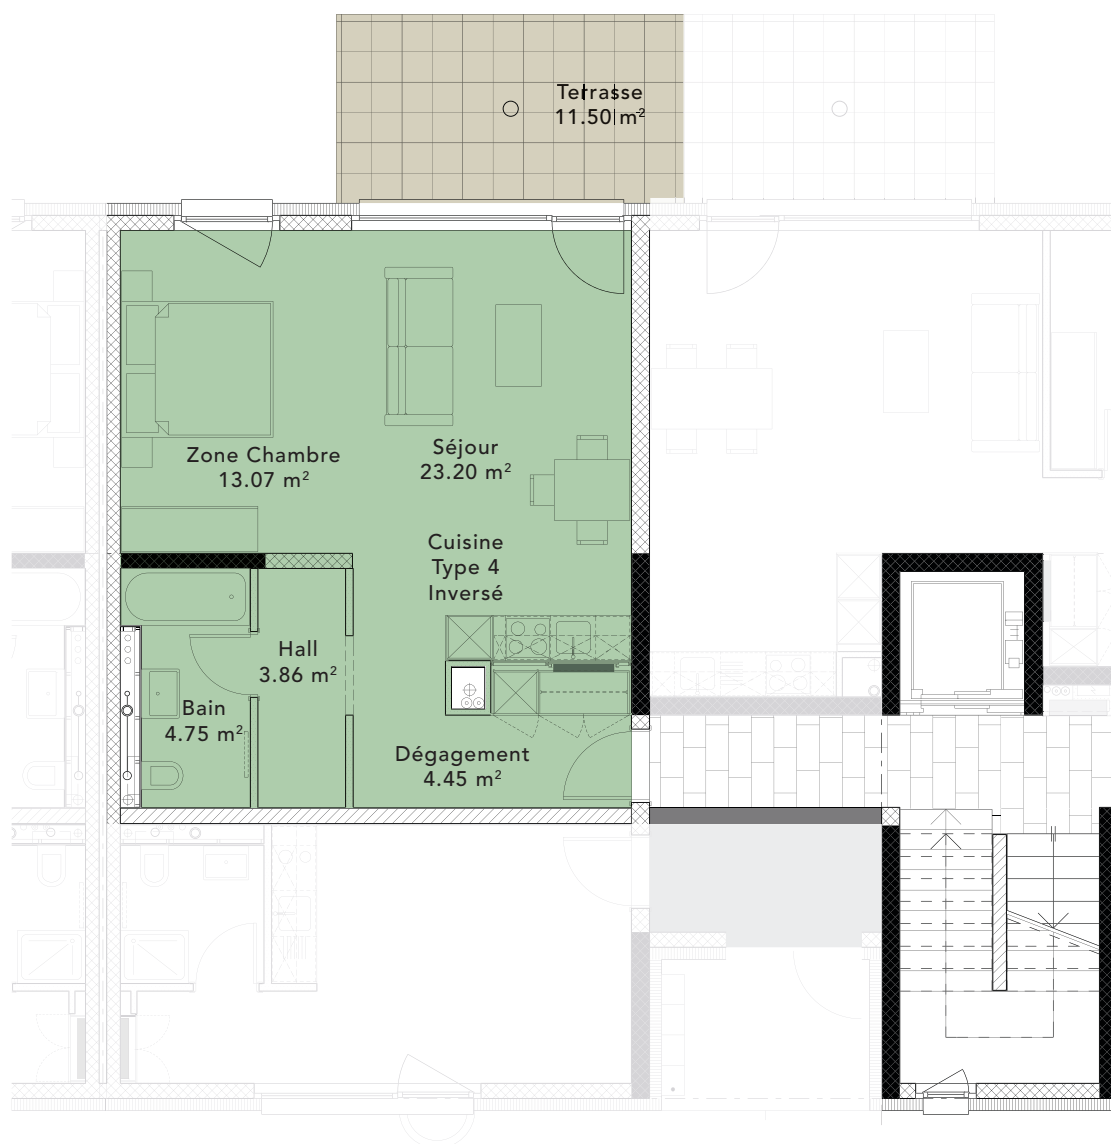 Terrasse
11.50 m²
Zone Chambre
13.07 m²
Séjour
23.20 m²
Cuisine
Type 4
Inversé
Hall
3.86 m²
Bain
4.75 m²
Dégagement
4.45 m²